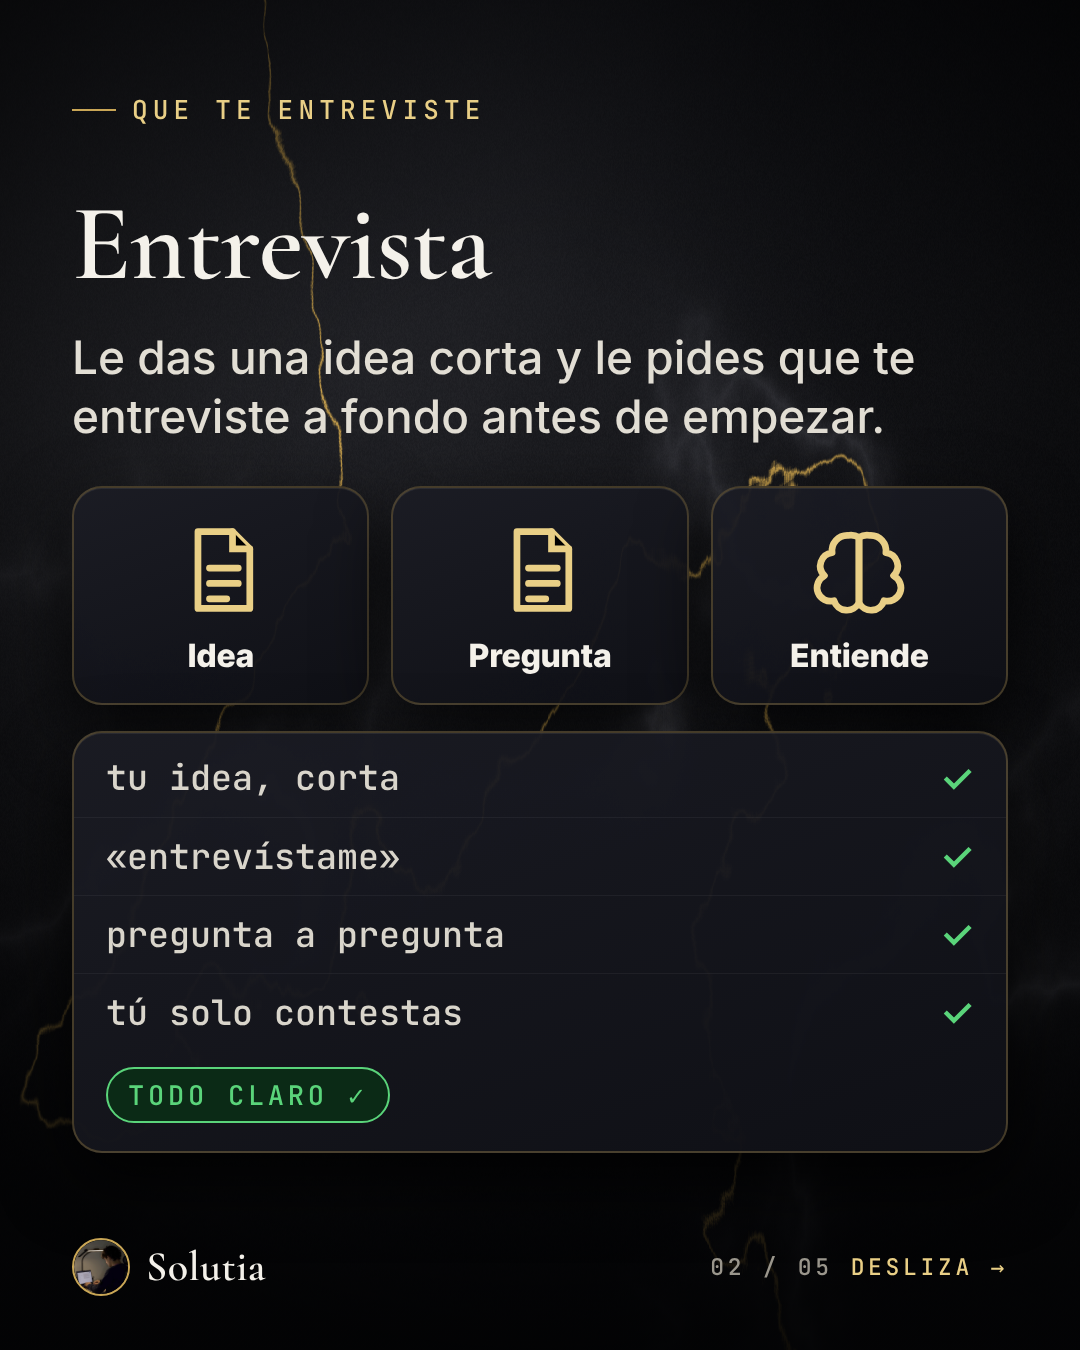 QUE TE ENTREVISTE
Entrevista
Le das una idea corta y le pides que te
entreviste a fondo antes de empezar.
Idea
Pregunta
Entiende
tu idea, corta
«entrevístame»
pregunta a pregunta
tú solo contestas
TODO CLARO ✓
Solutia
02 / 05 DESLIZA →